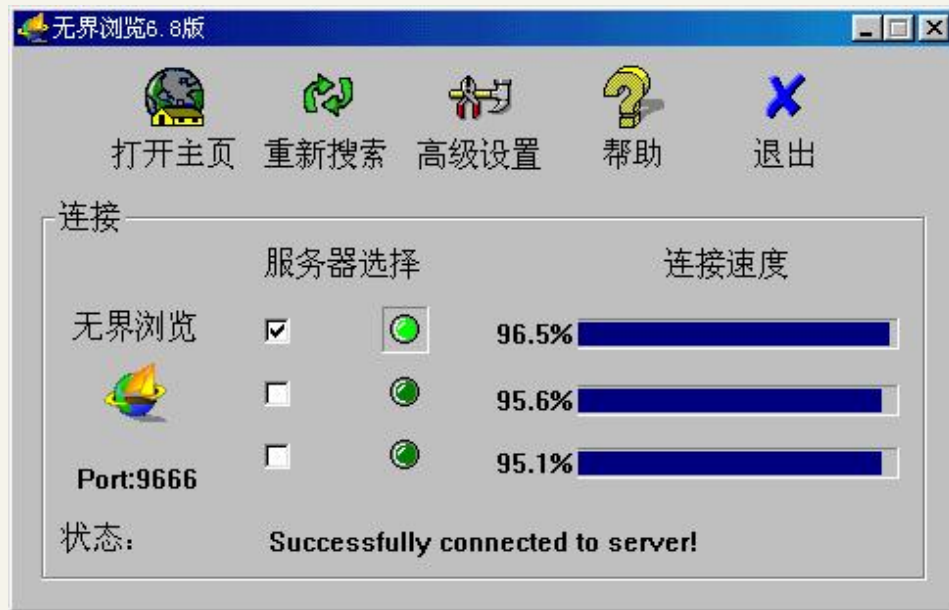 无界浏览6.8版
打开主页 重新搜索 高级设置 帮助 退出
连接
服务器选择 连接速度
无界浏览 96.5%
95.6%
95.1%
Port:9666
状态： Successfully connected to server!